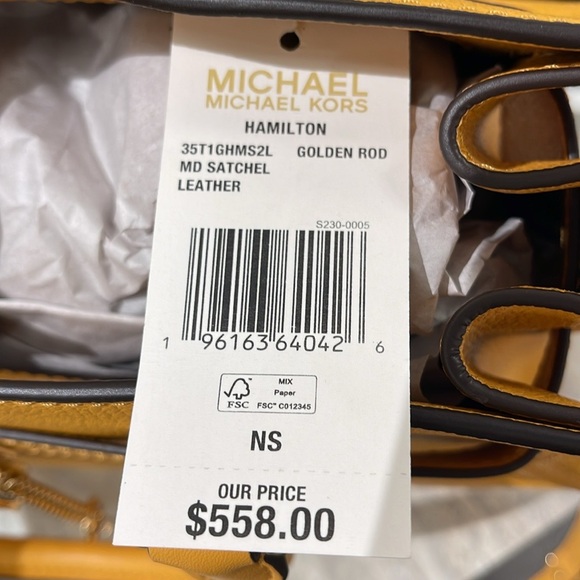 MICHAEL
MICHAEL KORS
HAMILTON
35T1GHMS2L GOLDEN ROD
MD SATCHEL
LEATHER
S230-0005
1 96163 64042 6
FSC
MIX
Paper
FSC™ C012345
NS
OUR PRICE
$558.00